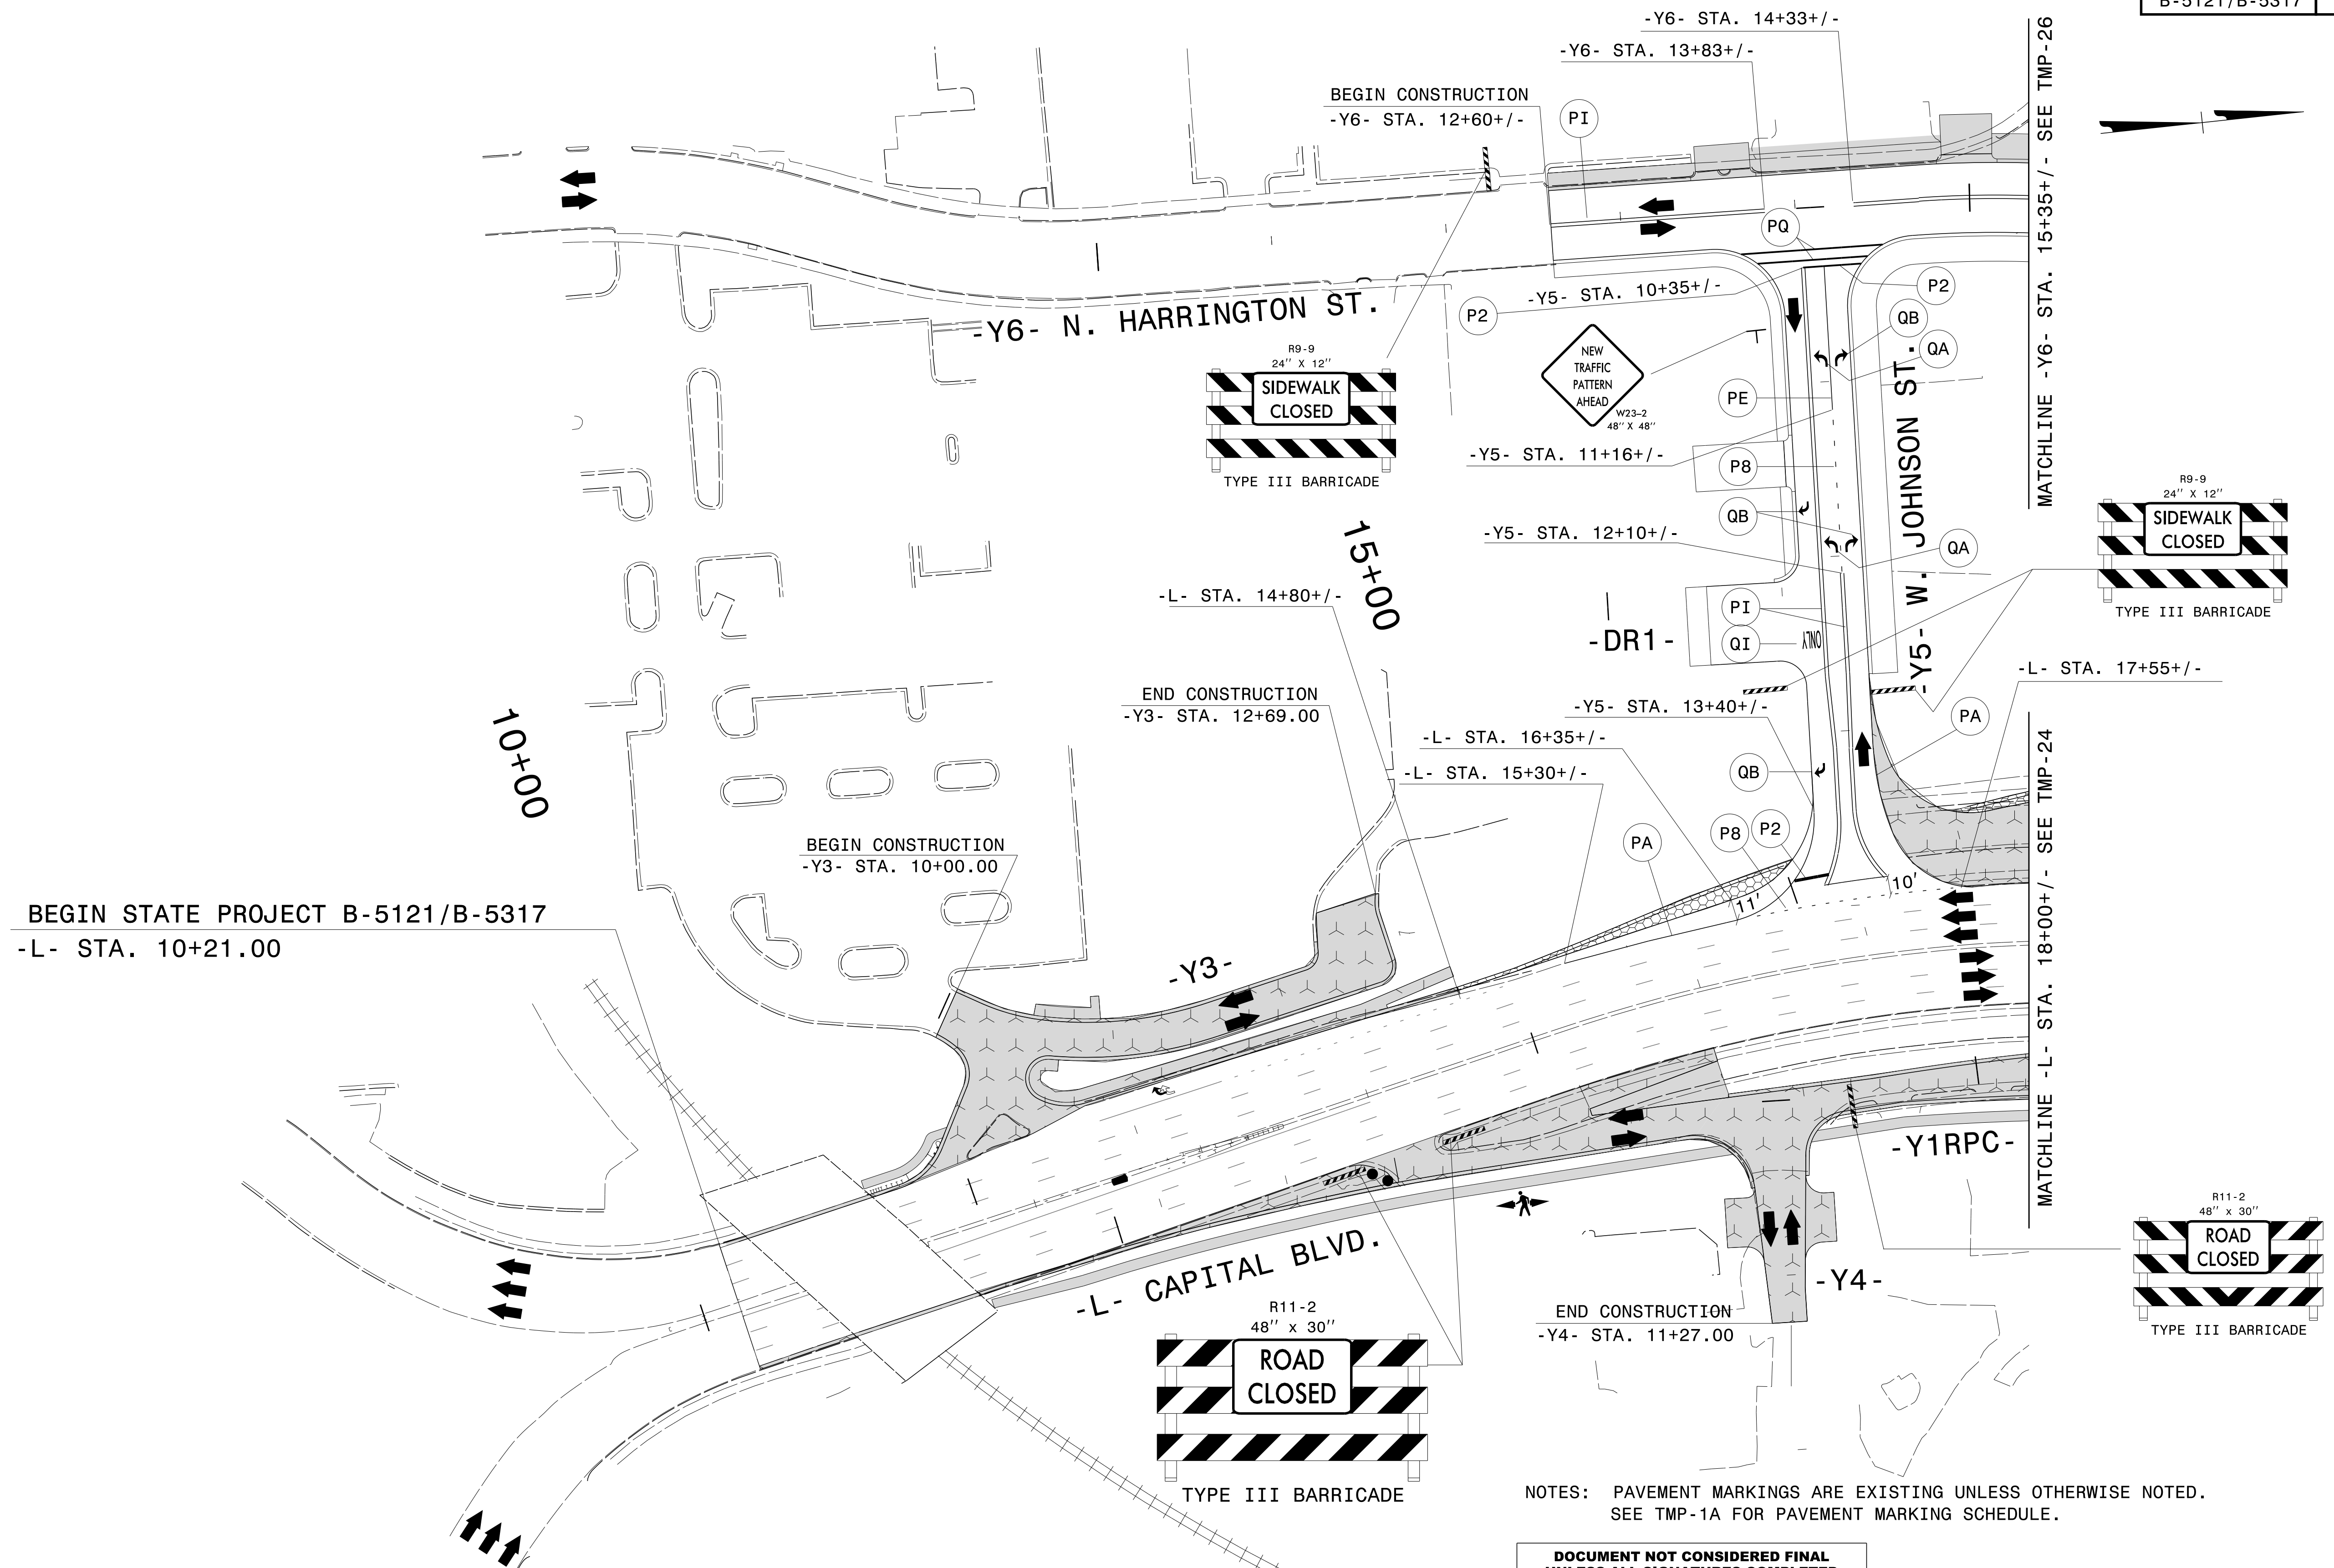 B-5121/B-5317
-Y6- STA. 14+33+/-
-Y6- STA. 13+83+/-
BEGIN CONSTRUCTION
-Y6- STA. 12+60+/-
PI
MATCHLINE -Y6- STA. 15+35+/- SEE TMP-26
PQ
P2
-Y5- STA. 10+35+/-
P2
-Y6- N. HARRINGTON ST.
QB
QA
NEW
TRAFFIC
PATTERN
AHEAD
W23-2
48'' X 48''
R9-9
24'' X 12''
SIDEWALK
CLOSED
TYPE III BARRICADE
PE
-Y5- STA. 11+16+/-
P8
QB
-Y5- STA. 12+10+/-
QA
-Y5- W. JOHNSON ST.
R9-9
24'' X 12''
SIDEWALK
CLOSED
TYPE III BARRICADE
15+00
-L- STA. 14+80+/-
PI
QI
ONLY
-DR1-
-L- STA. 17+55+/-
END CONSTRUCTION
-Y3- STA. 12+69.00
-Y5- STA. 13+40+/-
PA
-L- STA. 16+35+/-
-L- STA. 15+30+/-
QB
10+00
BEGIN CONSTRUCTION
-Y3- STA. 10+00.00
PA
P8
P2
10'
11'
MATCHLINE -L- STA. 18+00+/- SEE TMP-24
BEGIN STATE PROJECT B-5121/B-5317
-L- STA. 10+21.00
-Y3-
-Y1RPC-
-L- CAPITAL BLVD.
-Y4-
R11-2
48'' x 30''
ROAD
CLOSED
TYPE III BARRICADE
END CONSTRUCTION
-Y4- STA. 11+27.00
R11-2
48'' x 30''
ROAD
CLOSED
TYPE III BARRICADE
NOTES: PAVEMENT MARKINGS ARE EXISTING UNLESS OTHERWISE NOTED.
SEE TMP-1A FOR PAVEMENT MARKING SCHEDULE.
DOCUMENT NOT CONSIDERED FINAL
UNLESS ALL SIGNATURES COMPLETED